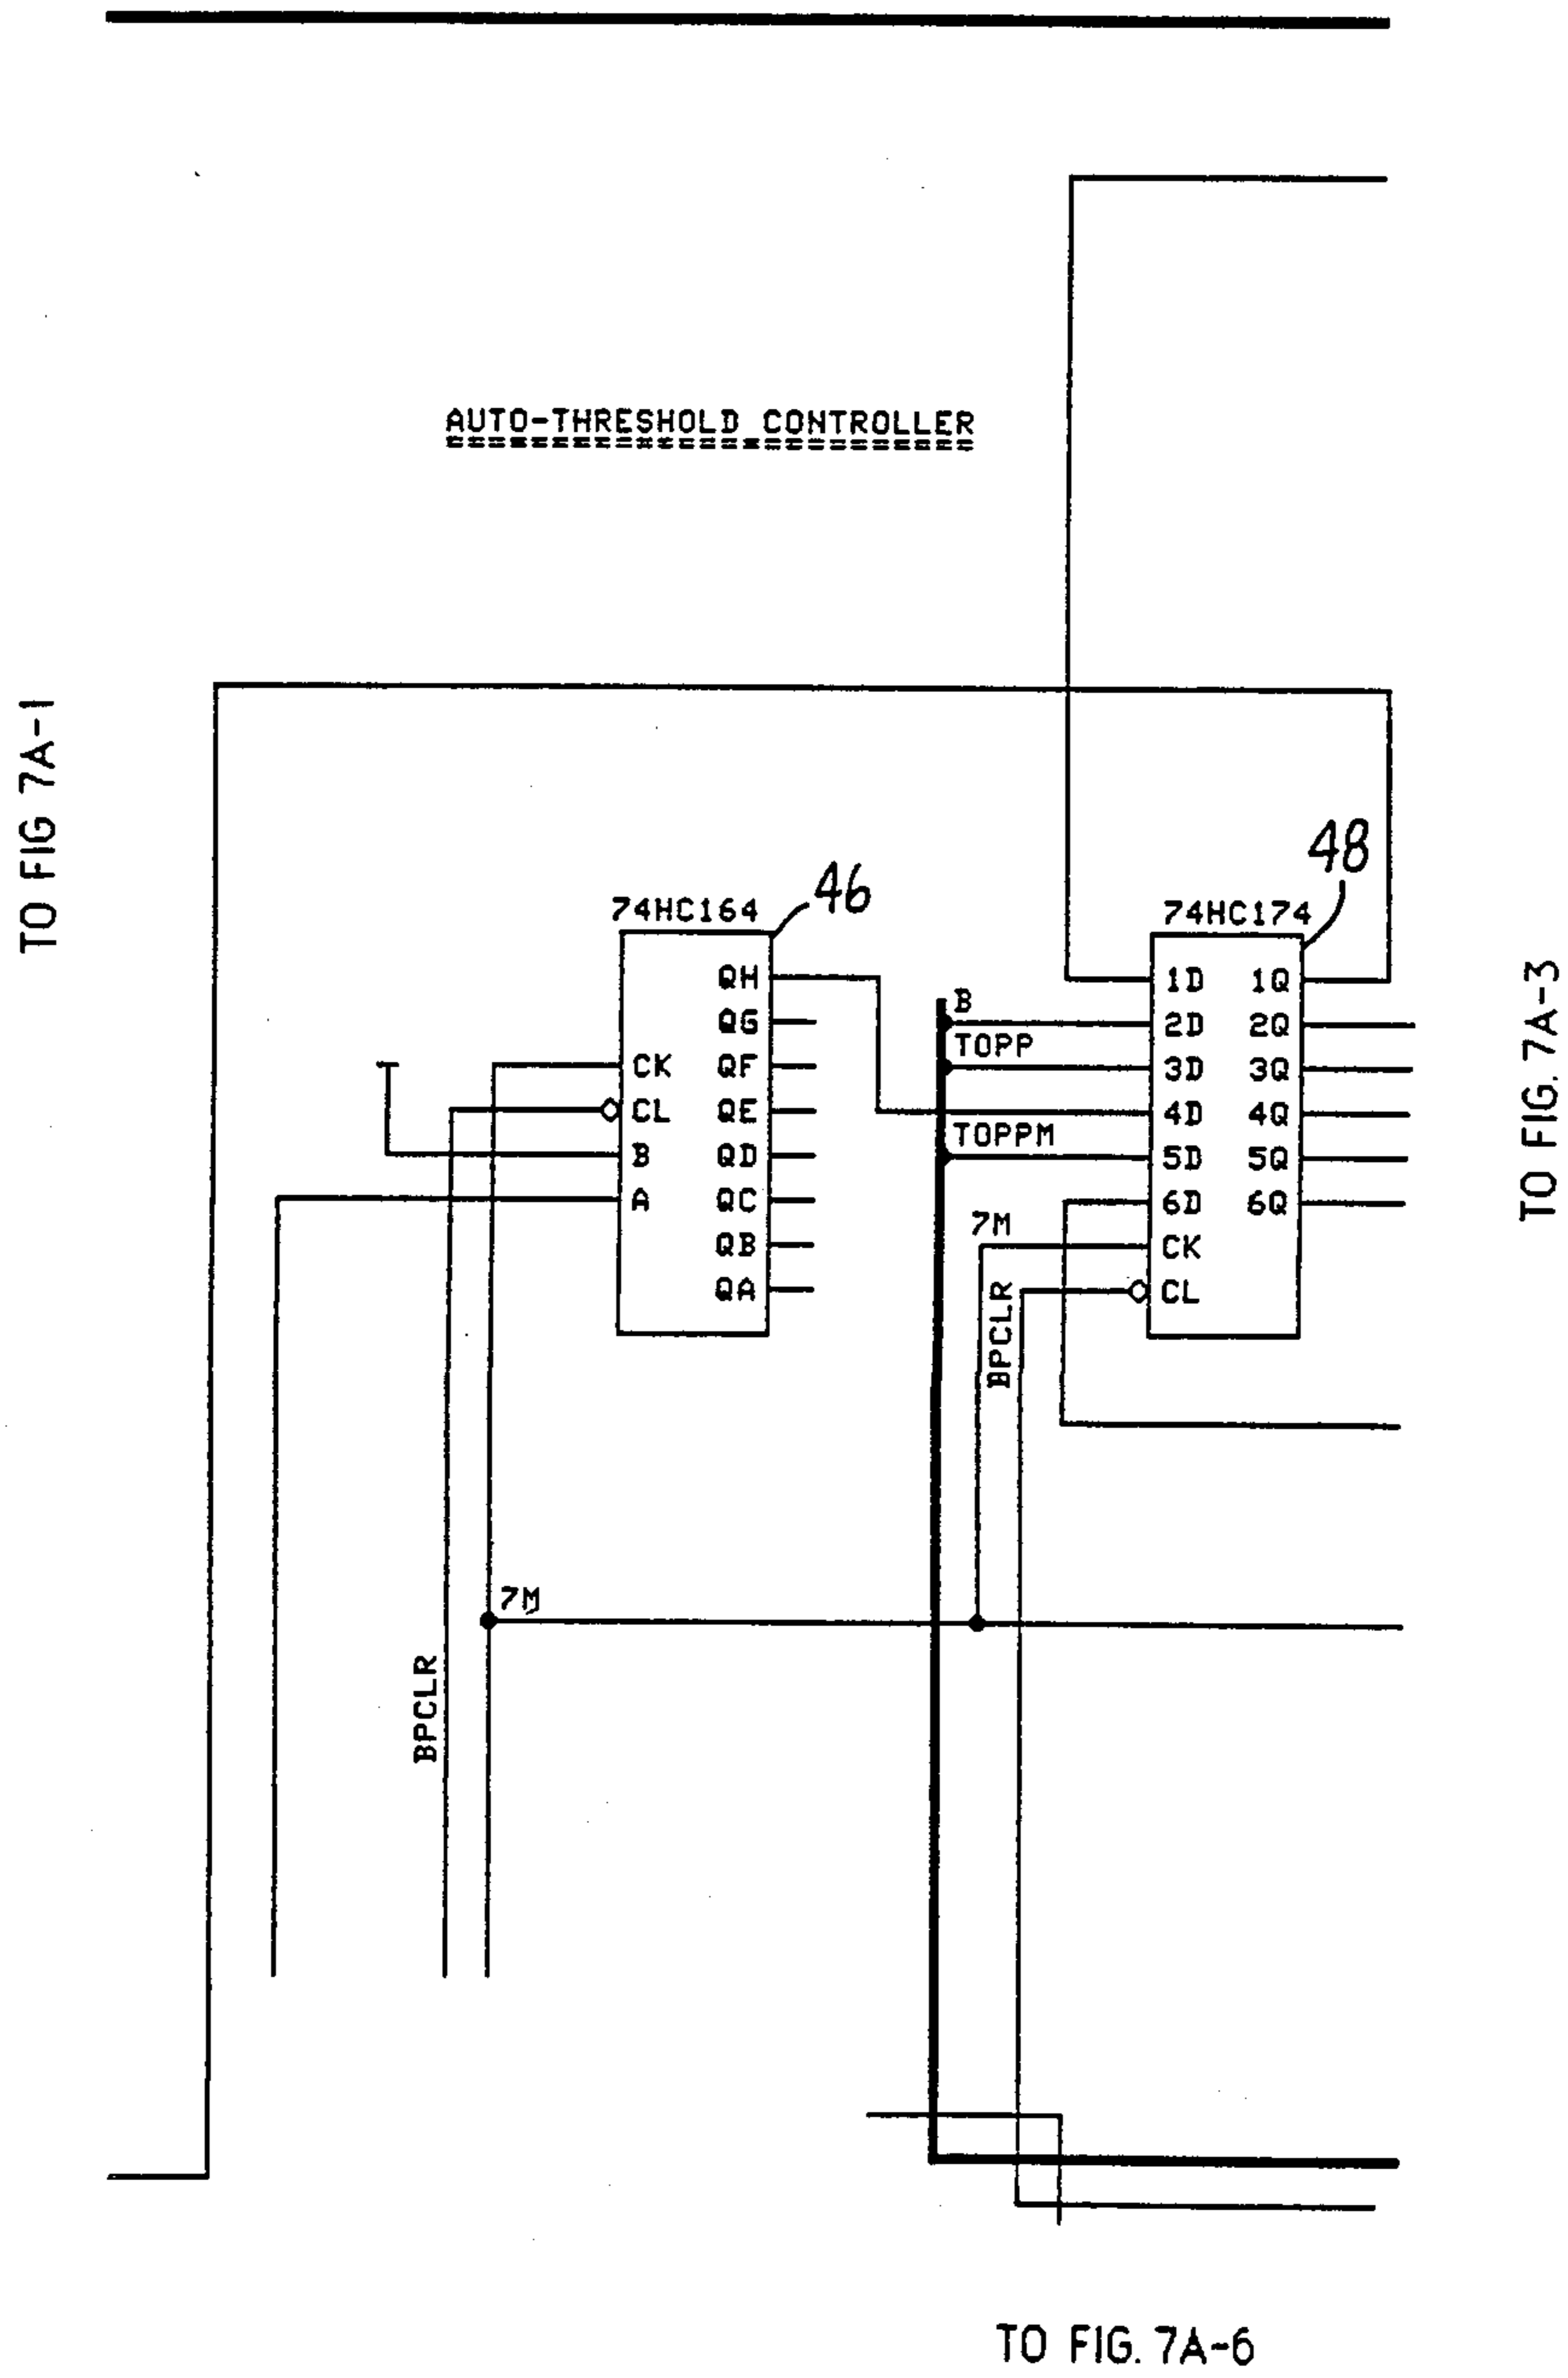 AUTO-THRESHOLD CONTROLLER
TO FIG 7A-1
46
74HC164
QH
QG
CK QF
CL QE
B QD
A QC
QB
QA
48
74HC174
1D 1Q
B
2D 2Q
TOPP
3D 3Q
4D 4Q
TOPPM
5D 5Q
6D 6Q
7M
CK
BPCLR
CL
TO FIG. 7A-3
7M
BPCLR
TO FIG. 7A-6